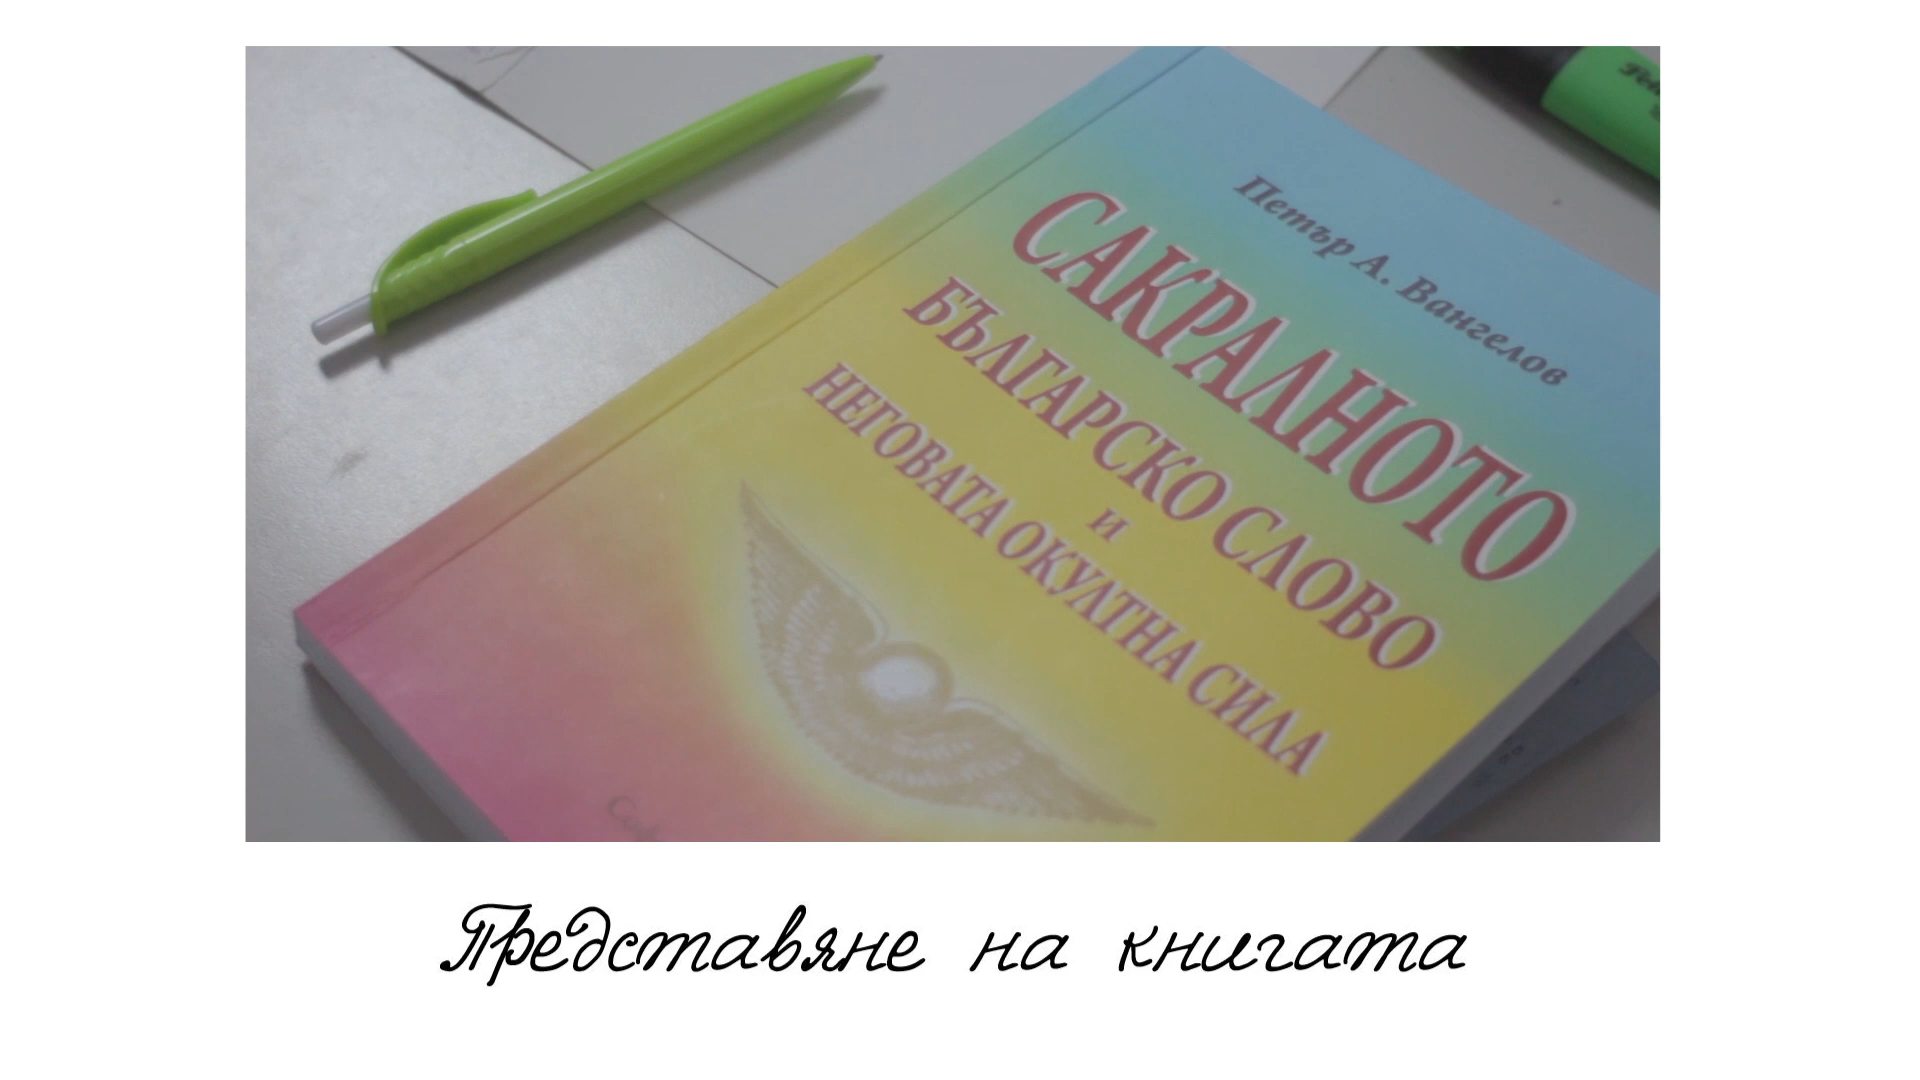 Петър А. Вангелов
САКРАЛНОТО
БЪЛГАРСКО СЛОВО
и
НЕГОВАТА ОКУЛТНА СИЛА
Представяне на книгата